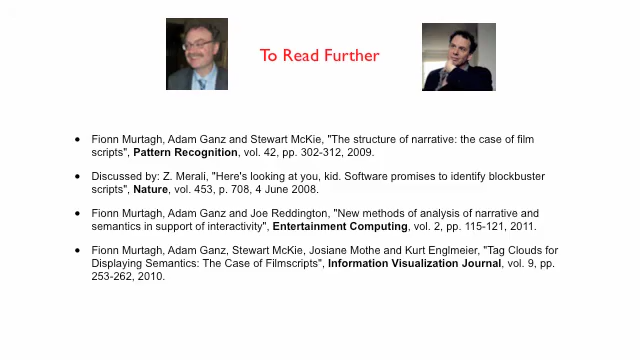 To Read Further
• Fionn Murtagh, Adam Ganz and Stewart McKie, "The structure of narrative: the case of film
scripts", Pattern Recognition, vol. 42, pp. 302-312, 2009.
• Discussed by: Z. Merali, "Here's looking at you, kid. Software promises to identify blockbuster
scripts", Nature, vol. 453, p. 708, 4 June 2008.
• Fionn Murtagh, Adam Ganz and Joe Reddington, "New methods of analysis of narrative and
semantics in support of interactivity", Entertainment Computing, vol. 2, pp. 115-121, 2011.
• Fionn Murtagh, Adam Ganz, Stewart McKie, Josiane Mothe and Kurt Englmeier, "Tag Clouds for
Displaying Semantics: The Case of Filmscripts", Information Visualization Journal, vol. 9, pp.
253-262, 2010.